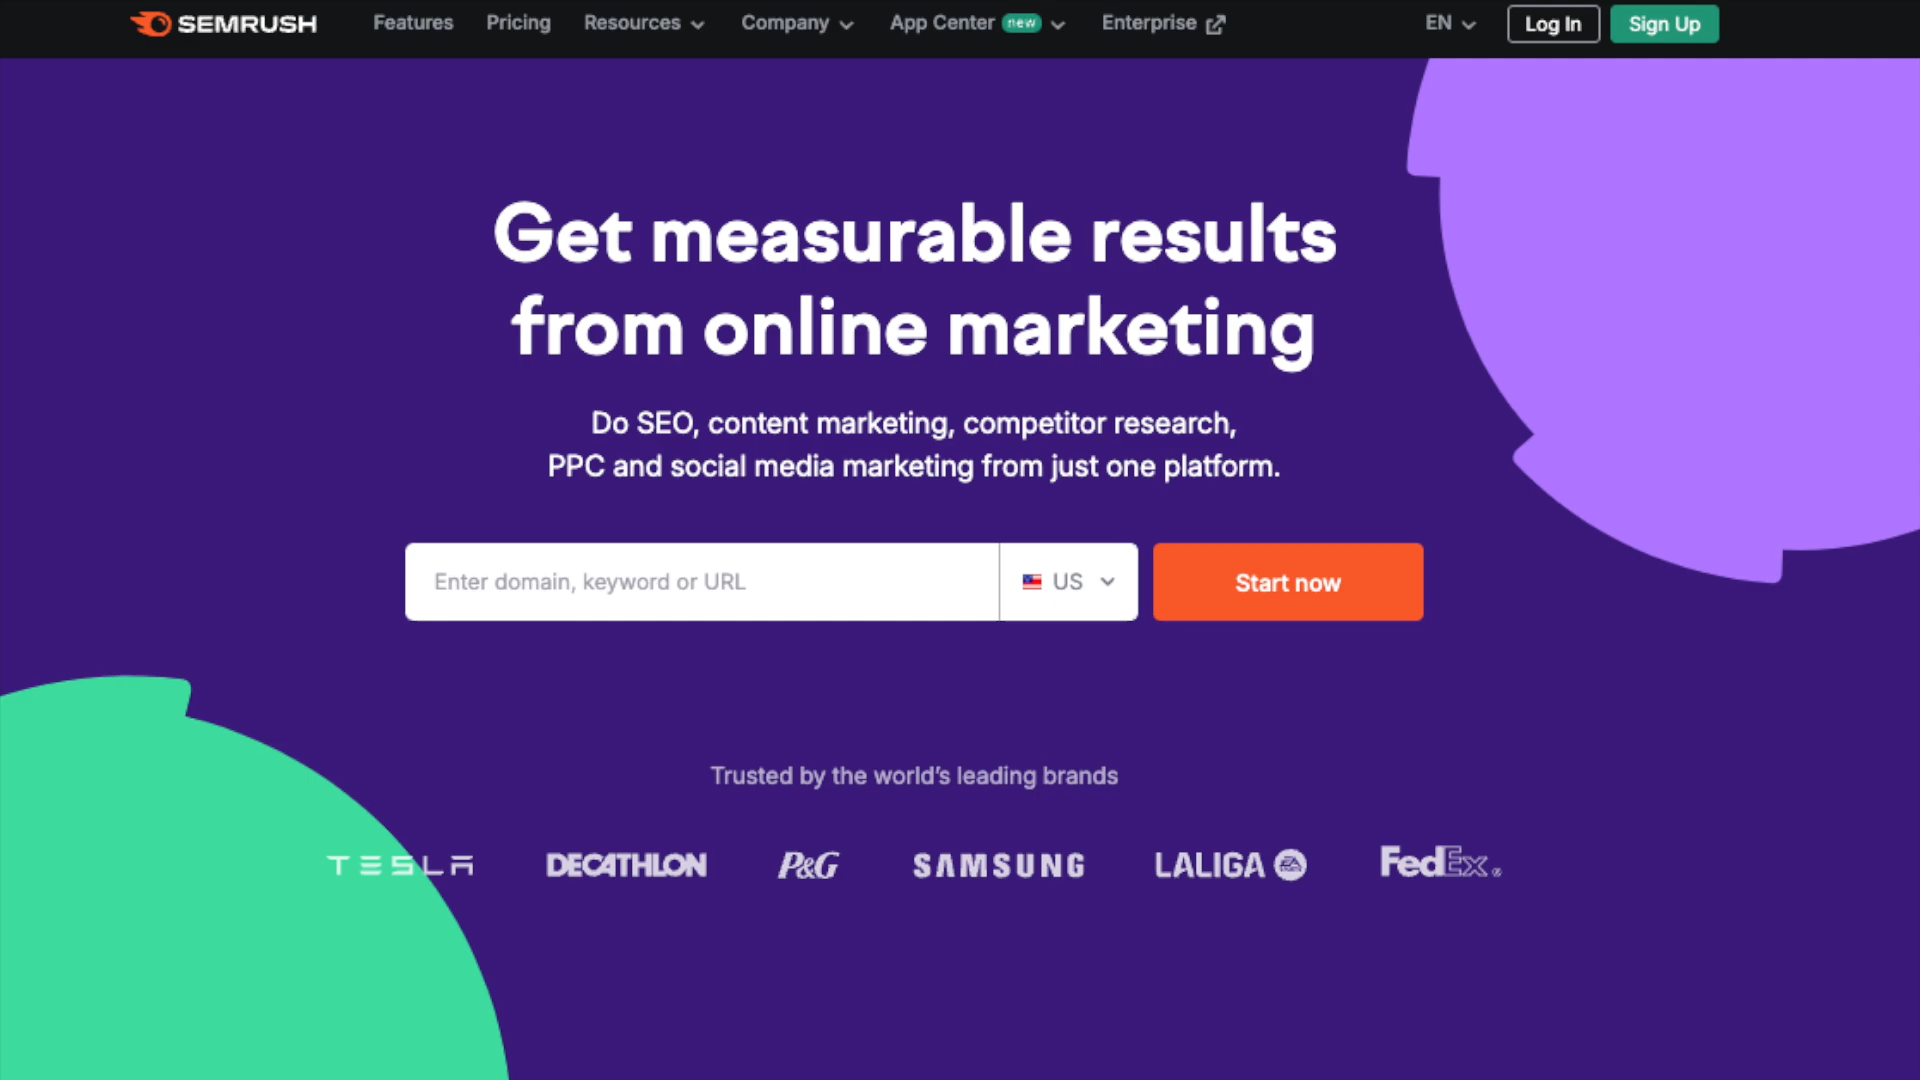 SEMRUSH Features Pricing Resources Company App Center new Enterprise EN Log In Sign Up
Get measurable results
from online marketing
Do SEO, content marketing, competitor research,
PPC and social media marketing from just one platform.
Enter domain, keyword or URL US Start now
Trusted by the world’s leading brands
TESLA DECATHLON P&G SAMSUNG LALIGA EA FedEx®